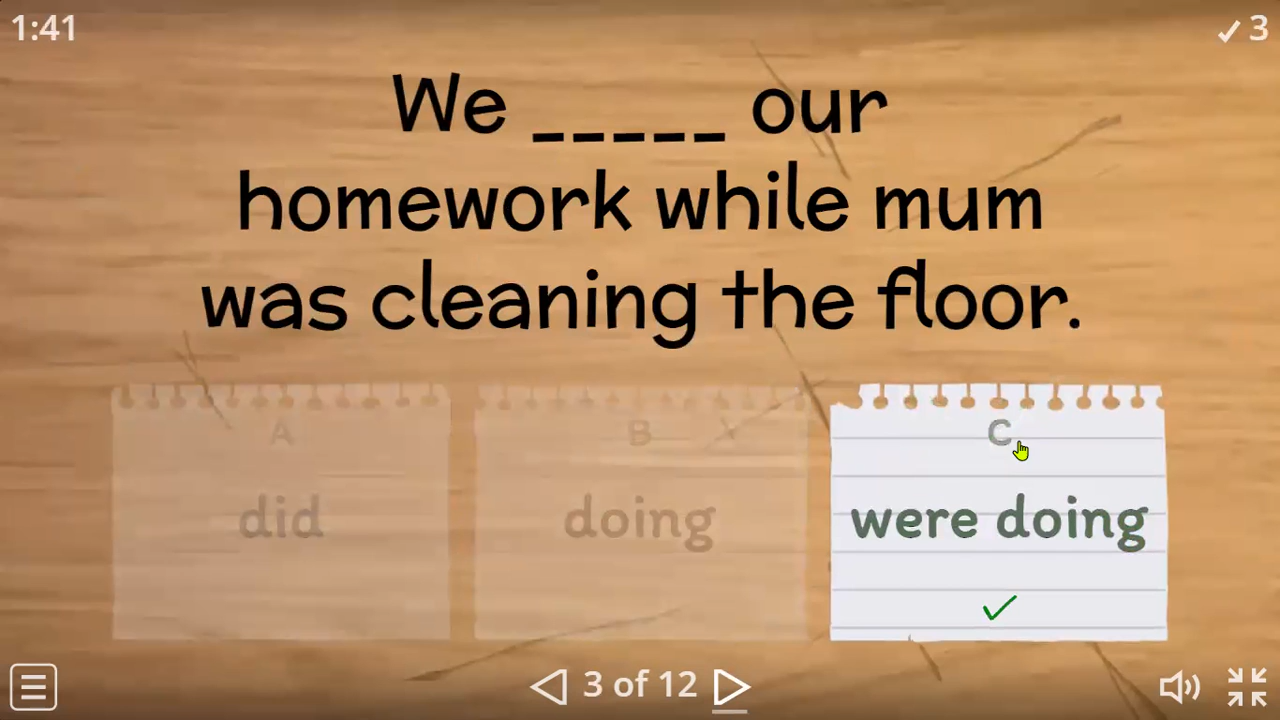 1:41
✓ 3
We _____ our
homework while mum
was cleaning the floor.
A
did
B
doing
C
were doing
3 of 12